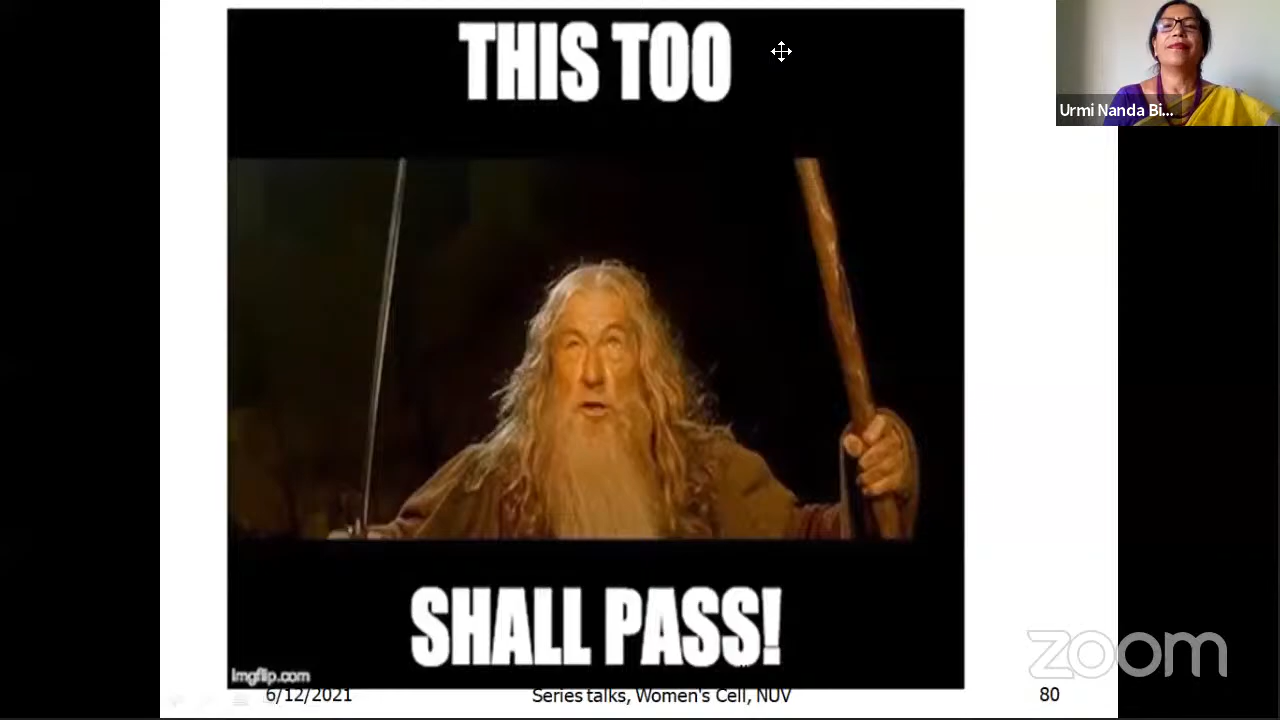 THIS TOO
Urmi Nanda Bi...
SHALL PASS!
imgflip.com
zoom
6/12/2021
Series talks, Women's Cell, NUV
80